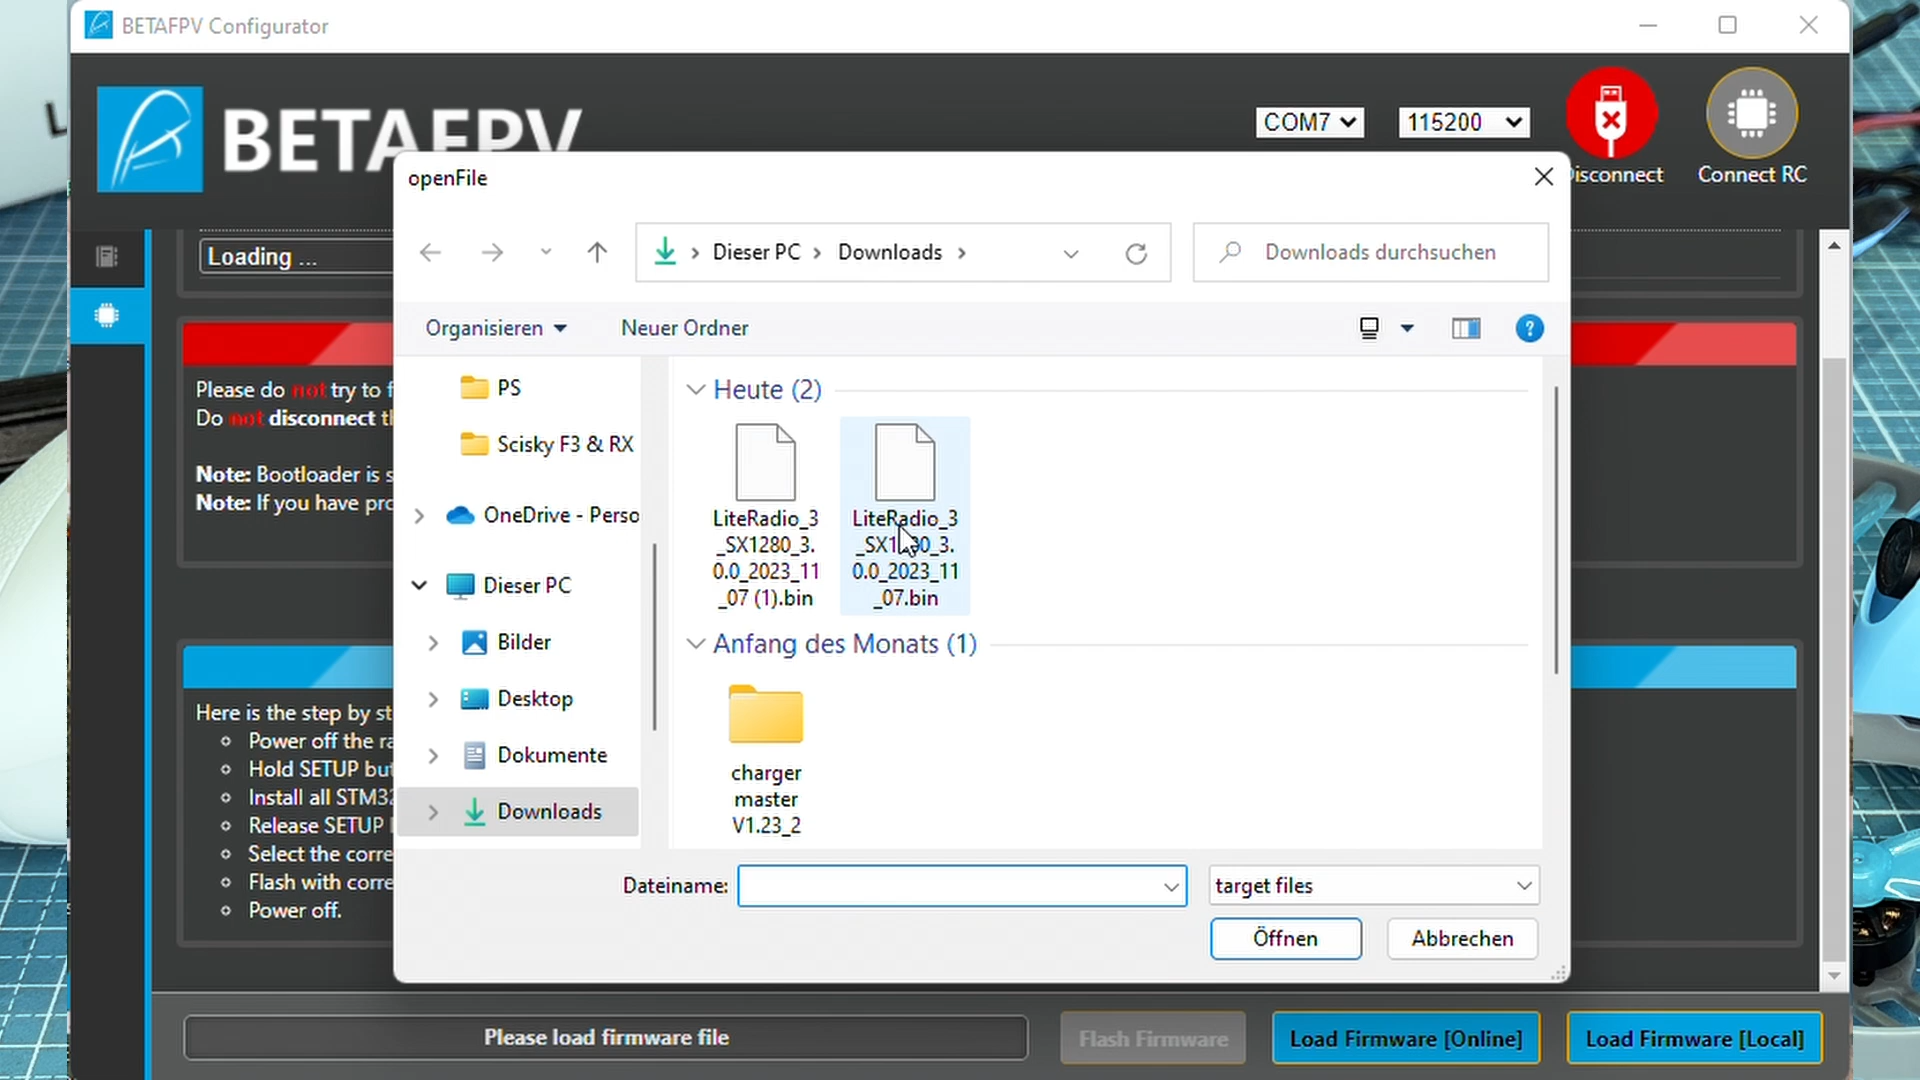 BETAFPV Configurator
BETAFPV
COM7
115200
isconnect
Connect RC
openFile
Dieser PC
Downloads
Downloads durchsuchen
Loading ...
Organisieren
Neuer Ordner
PS
Scisky F3 & RX
OneDrive - Perso
Dieser PC
Bilder
Desktop
Dokumente
Downloads
Heute (2)
LiteRadio_3
_SX1280_3.
0.0_2023_11
_07 (1).bin
LiteRadio_3
_SX1280_3.
0.0_2023_11
_07.bin
Anfang des Monats (1)
charger
master
V1.23_2
Dateiname:
target files
Öffnen
Abbrechen
Please do not try to f
Do not disconnect t
Note: Bootloader is s
Note: If you have pro
Here is the step by st
Power off the ra
Hold SETUP but
Install all STM32
Release SETUP
Select the corre
Flash with corre
Power off.
Please load firmware file
Flash Firmware
Load Firmware [Online]
Load Firmware [Local]